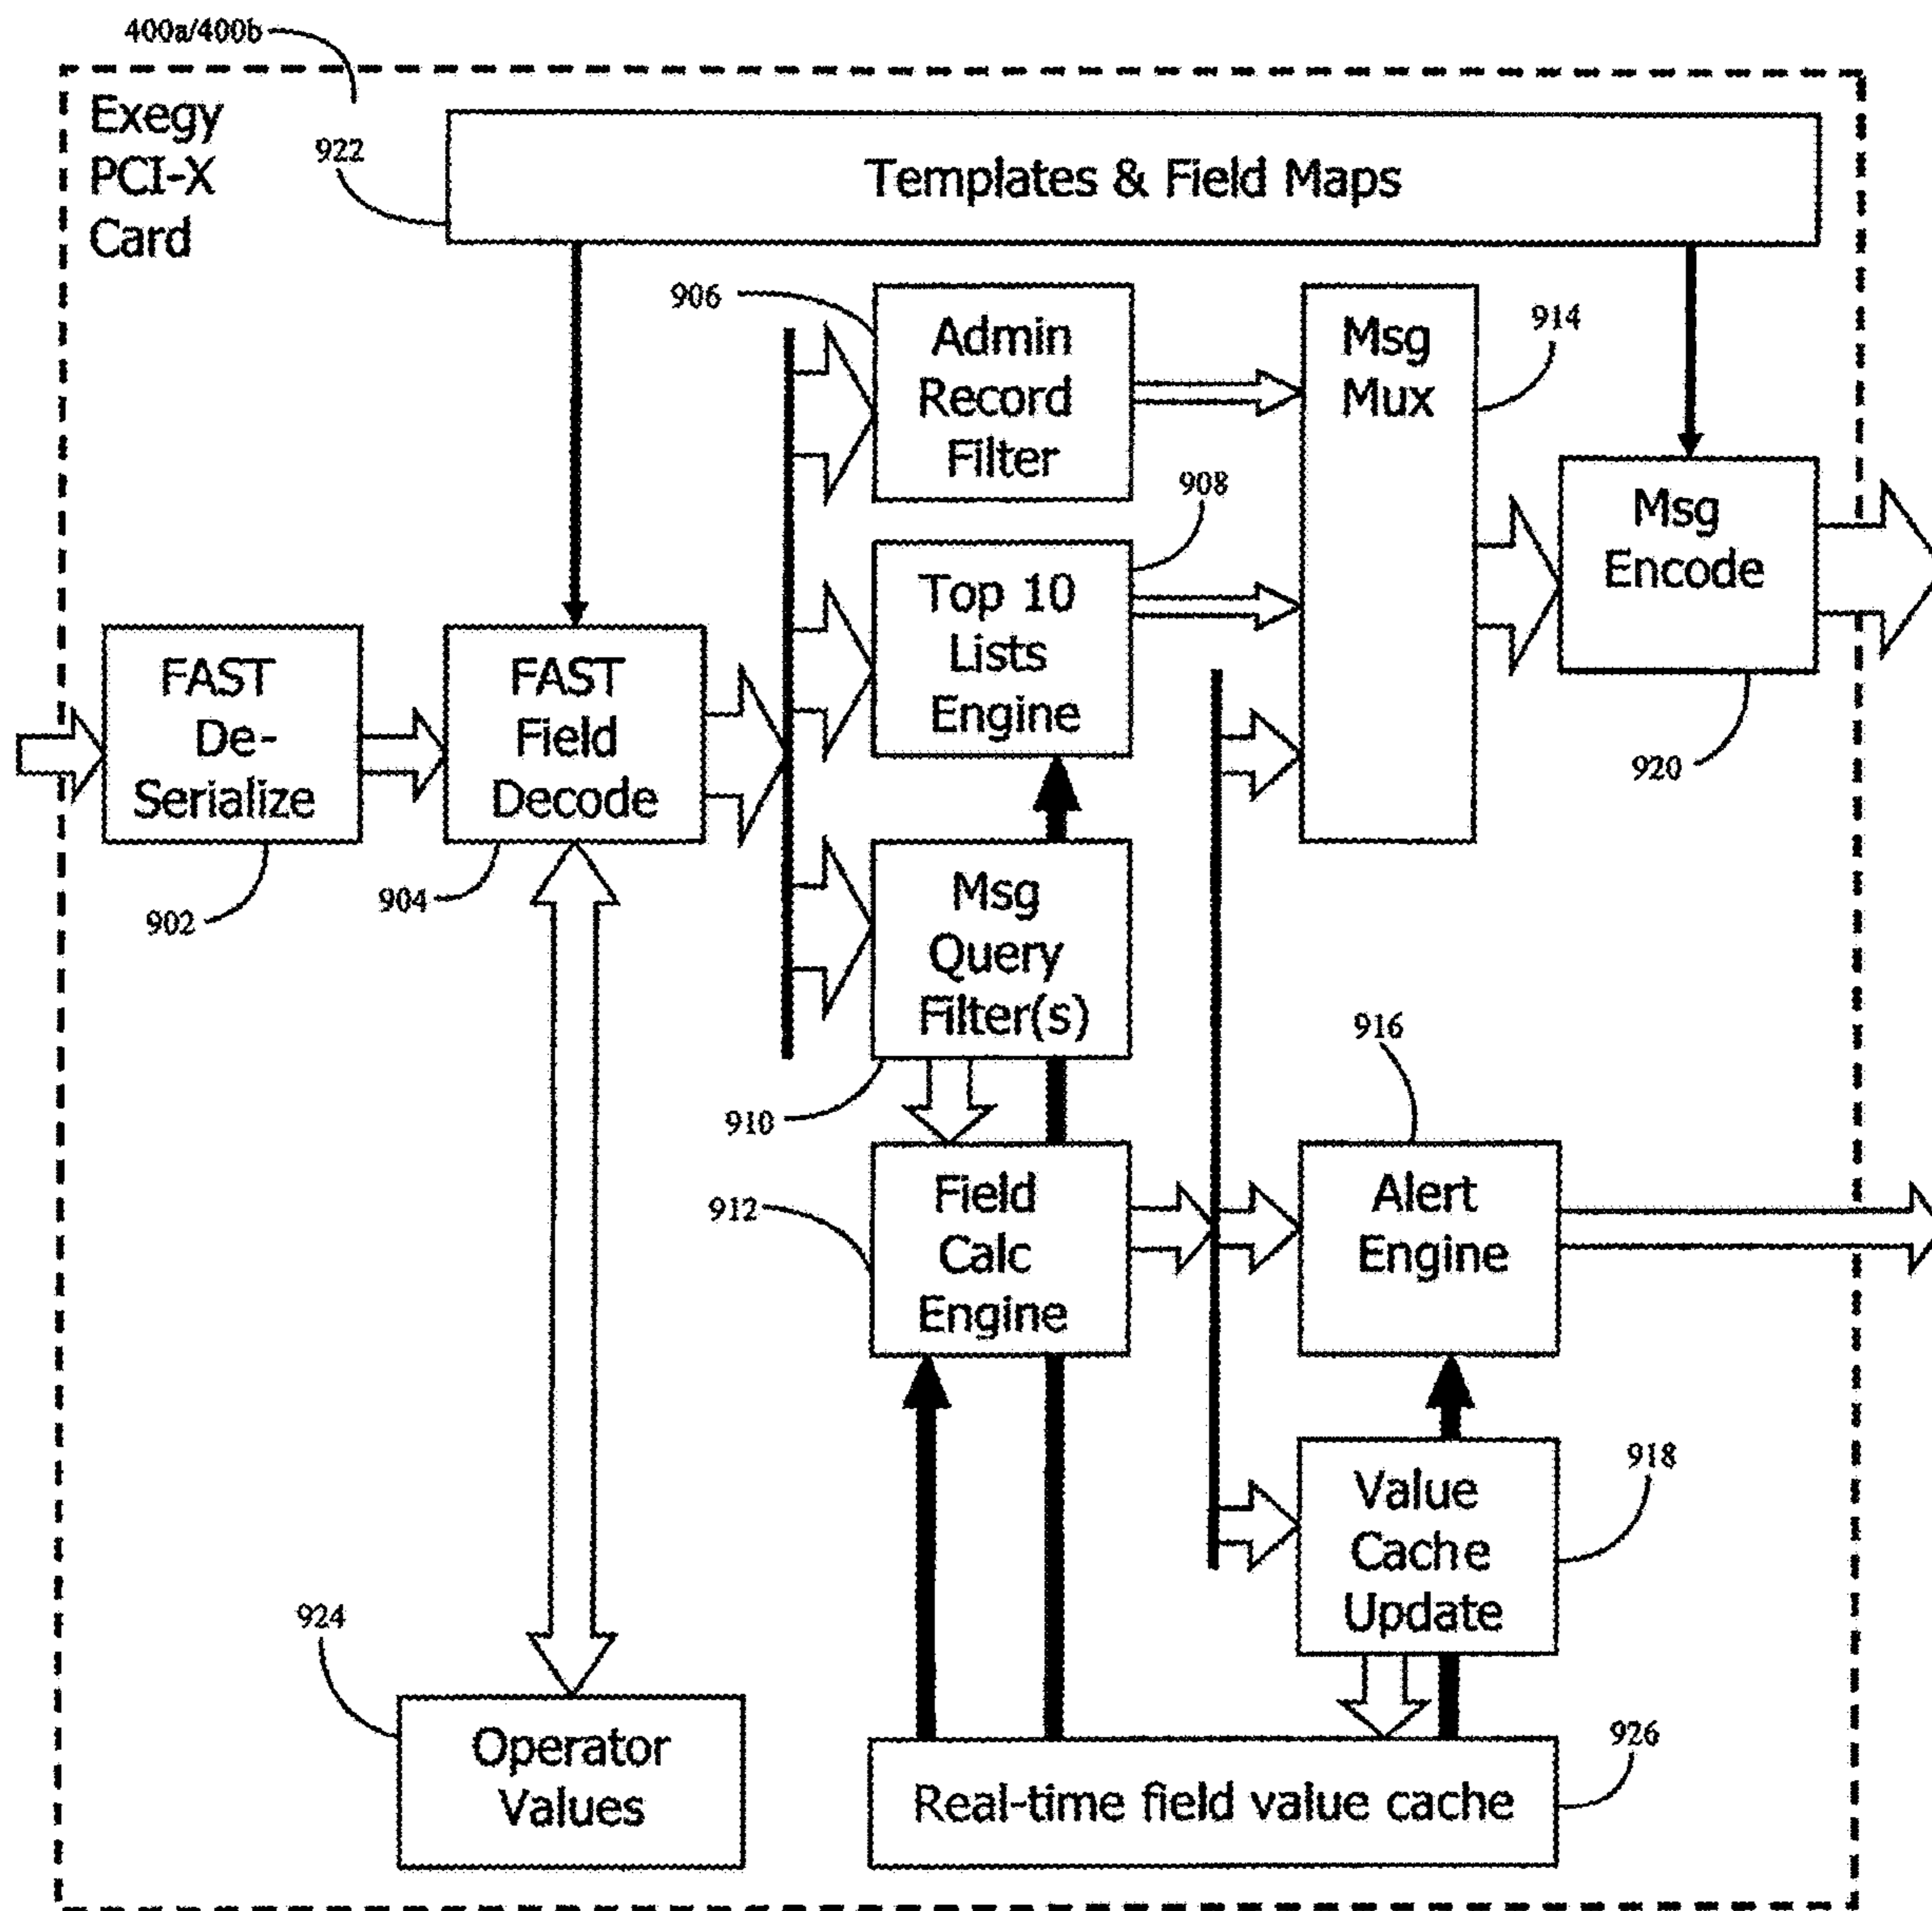 400a/400b
Exegy
PCI-X
Card
922
Templates & Field Maps
906
Admin
Record
Filter
Msg
Mux
914
908
Top 10
Lists
Engine
Msg
Encode
920
FAST
De-
Serialize
902
FAST
Field
Decode
904
Msg
Query
Filter(s)
910
916
912
Field
Calc
Engine
Alert
Engine
918
Value
Cache
Update
924
Operator
Values
926
Real-time field value cache